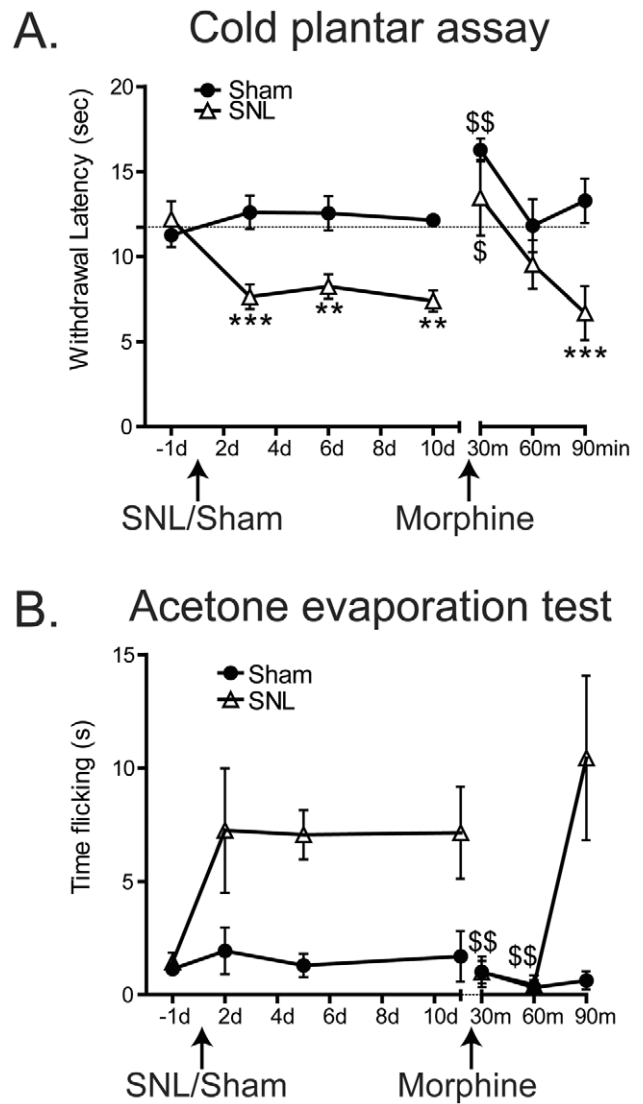 A. Cold plantar assay
Withdrawal Latency (sec)
20
15
10
5
0
Sham
SNL
$$
$
***
**
**
***
-1d 2d 4d 6d 8d 10d 30m 60m 90min
SNL/Sham Morphine
B. Acetone evaporation test
Time flicking (s)
15
10
5
0
Sham
SNL
$$ $$
-1d 2d 4d 6d 8d 10d 30m 60m 90m
SNL/Sham Morphine